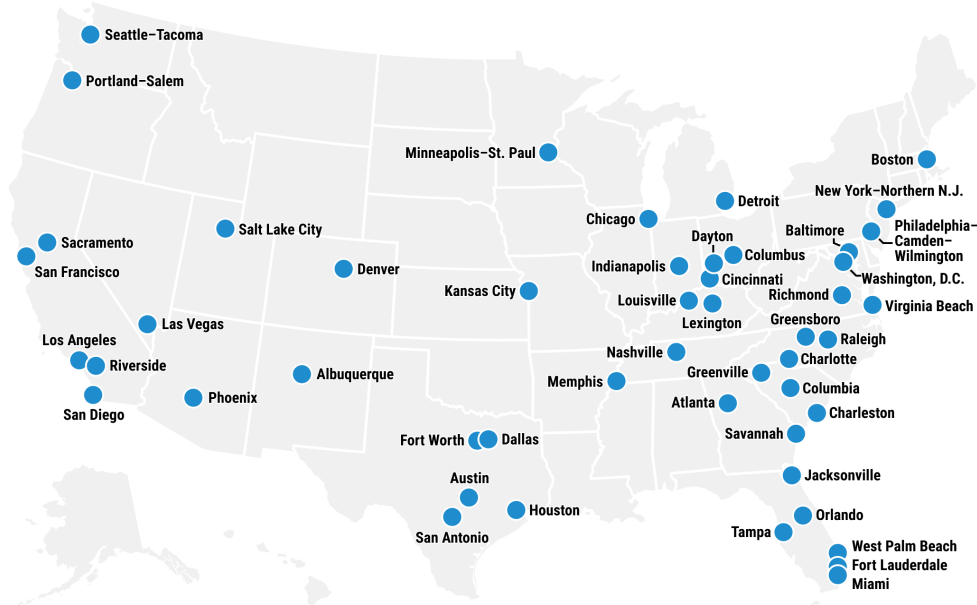 Seattle–Tacoma
Portland–Salem
Minneapolis–St. Paul
Boston
New York–Northern N.J.
Detroit
Chicago
Philadelphia–
Camden–
Wilmington
Salt Lake City
Baltimore
Dayton
Sacramento
Columbus
San Francisco
Denver
Indianapolis
Cincinnati
Washington, D.C.
Kansas City
Louisville
Richmond
Virginia Beach
Lexington
Greensboro
Las Vegas
Los Angeles
Raleigh
Nashville
Charlotte
Riverside
Albuquerque
Greenville
Memphis
Columbia
Phoenix
Atlanta
San Diego
Charleston
Savannah
Fort Worth
Dallas
Jacksonville
Austin
Houston
Orlando
San Antonio
Tampa
West Palm Beach
Fort Lauderdale
Miami